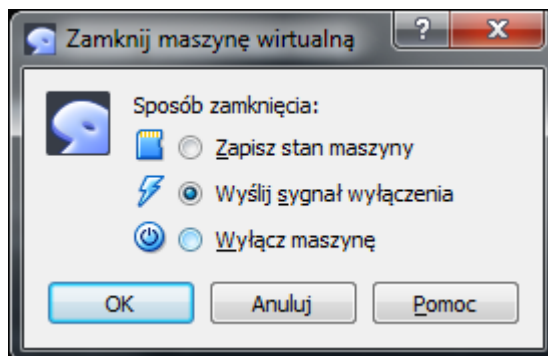 Zamknij maszynę wirtualną
?
Sposób zamknięcia:
Zapisz stan maszyny
Wyślij sygnał wyłączenia
Wyłącz maszynę
OK Anuluj Pomoc